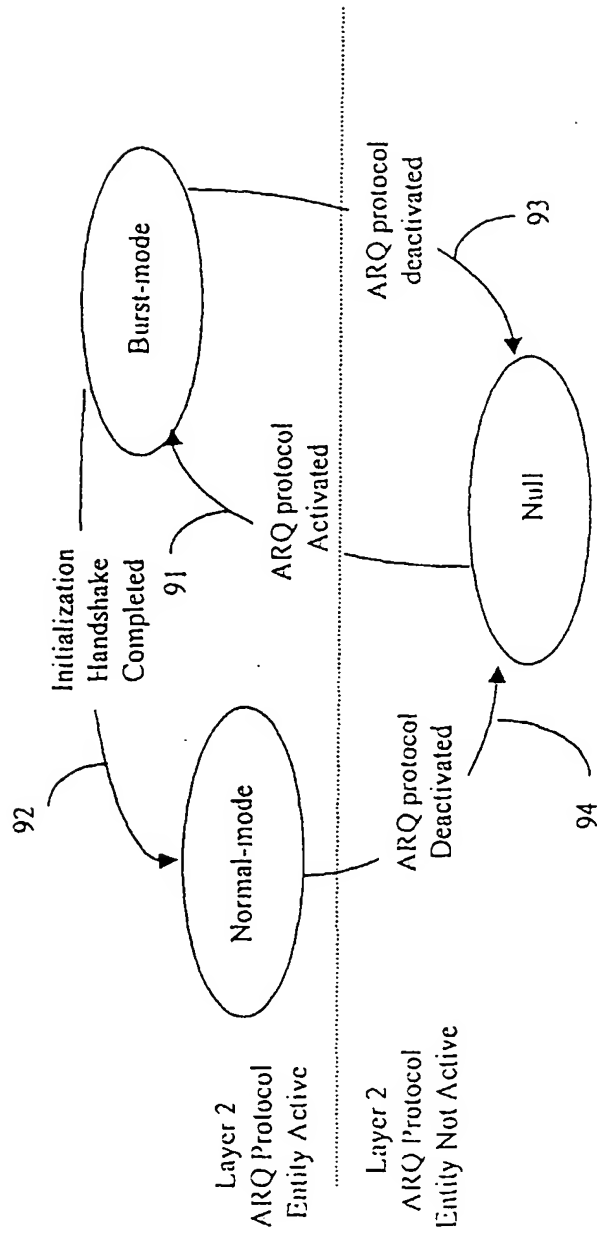 92
Initialization
Handshake
Completed
Burst-mode
91
Normal-mode
ARQ protocol
Activated
Layer 2
ARQ Protocol
Entity Active
ARQ protocol
deactivated
93
Layer 2
ARQ Protocol
Entity Not Active
ARQ protocol
Deactivated
94
Null